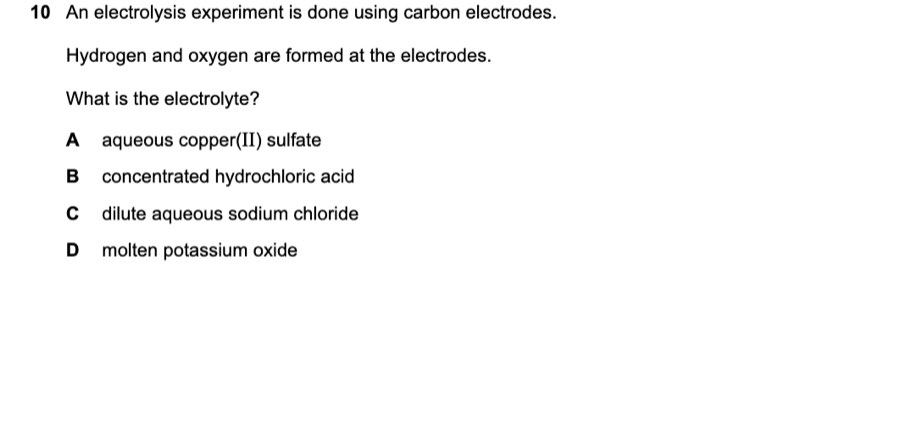 10 An electrolysis experiment is done using carbon electrodes.
Hydrogen and oxygen are formed at the electrodes.
What is the electrolyte?
A aqueous copper(II) sulfate
B concentrated hydrochloric acid
C dilute aqueous sodium chloride
D molten potassium oxide